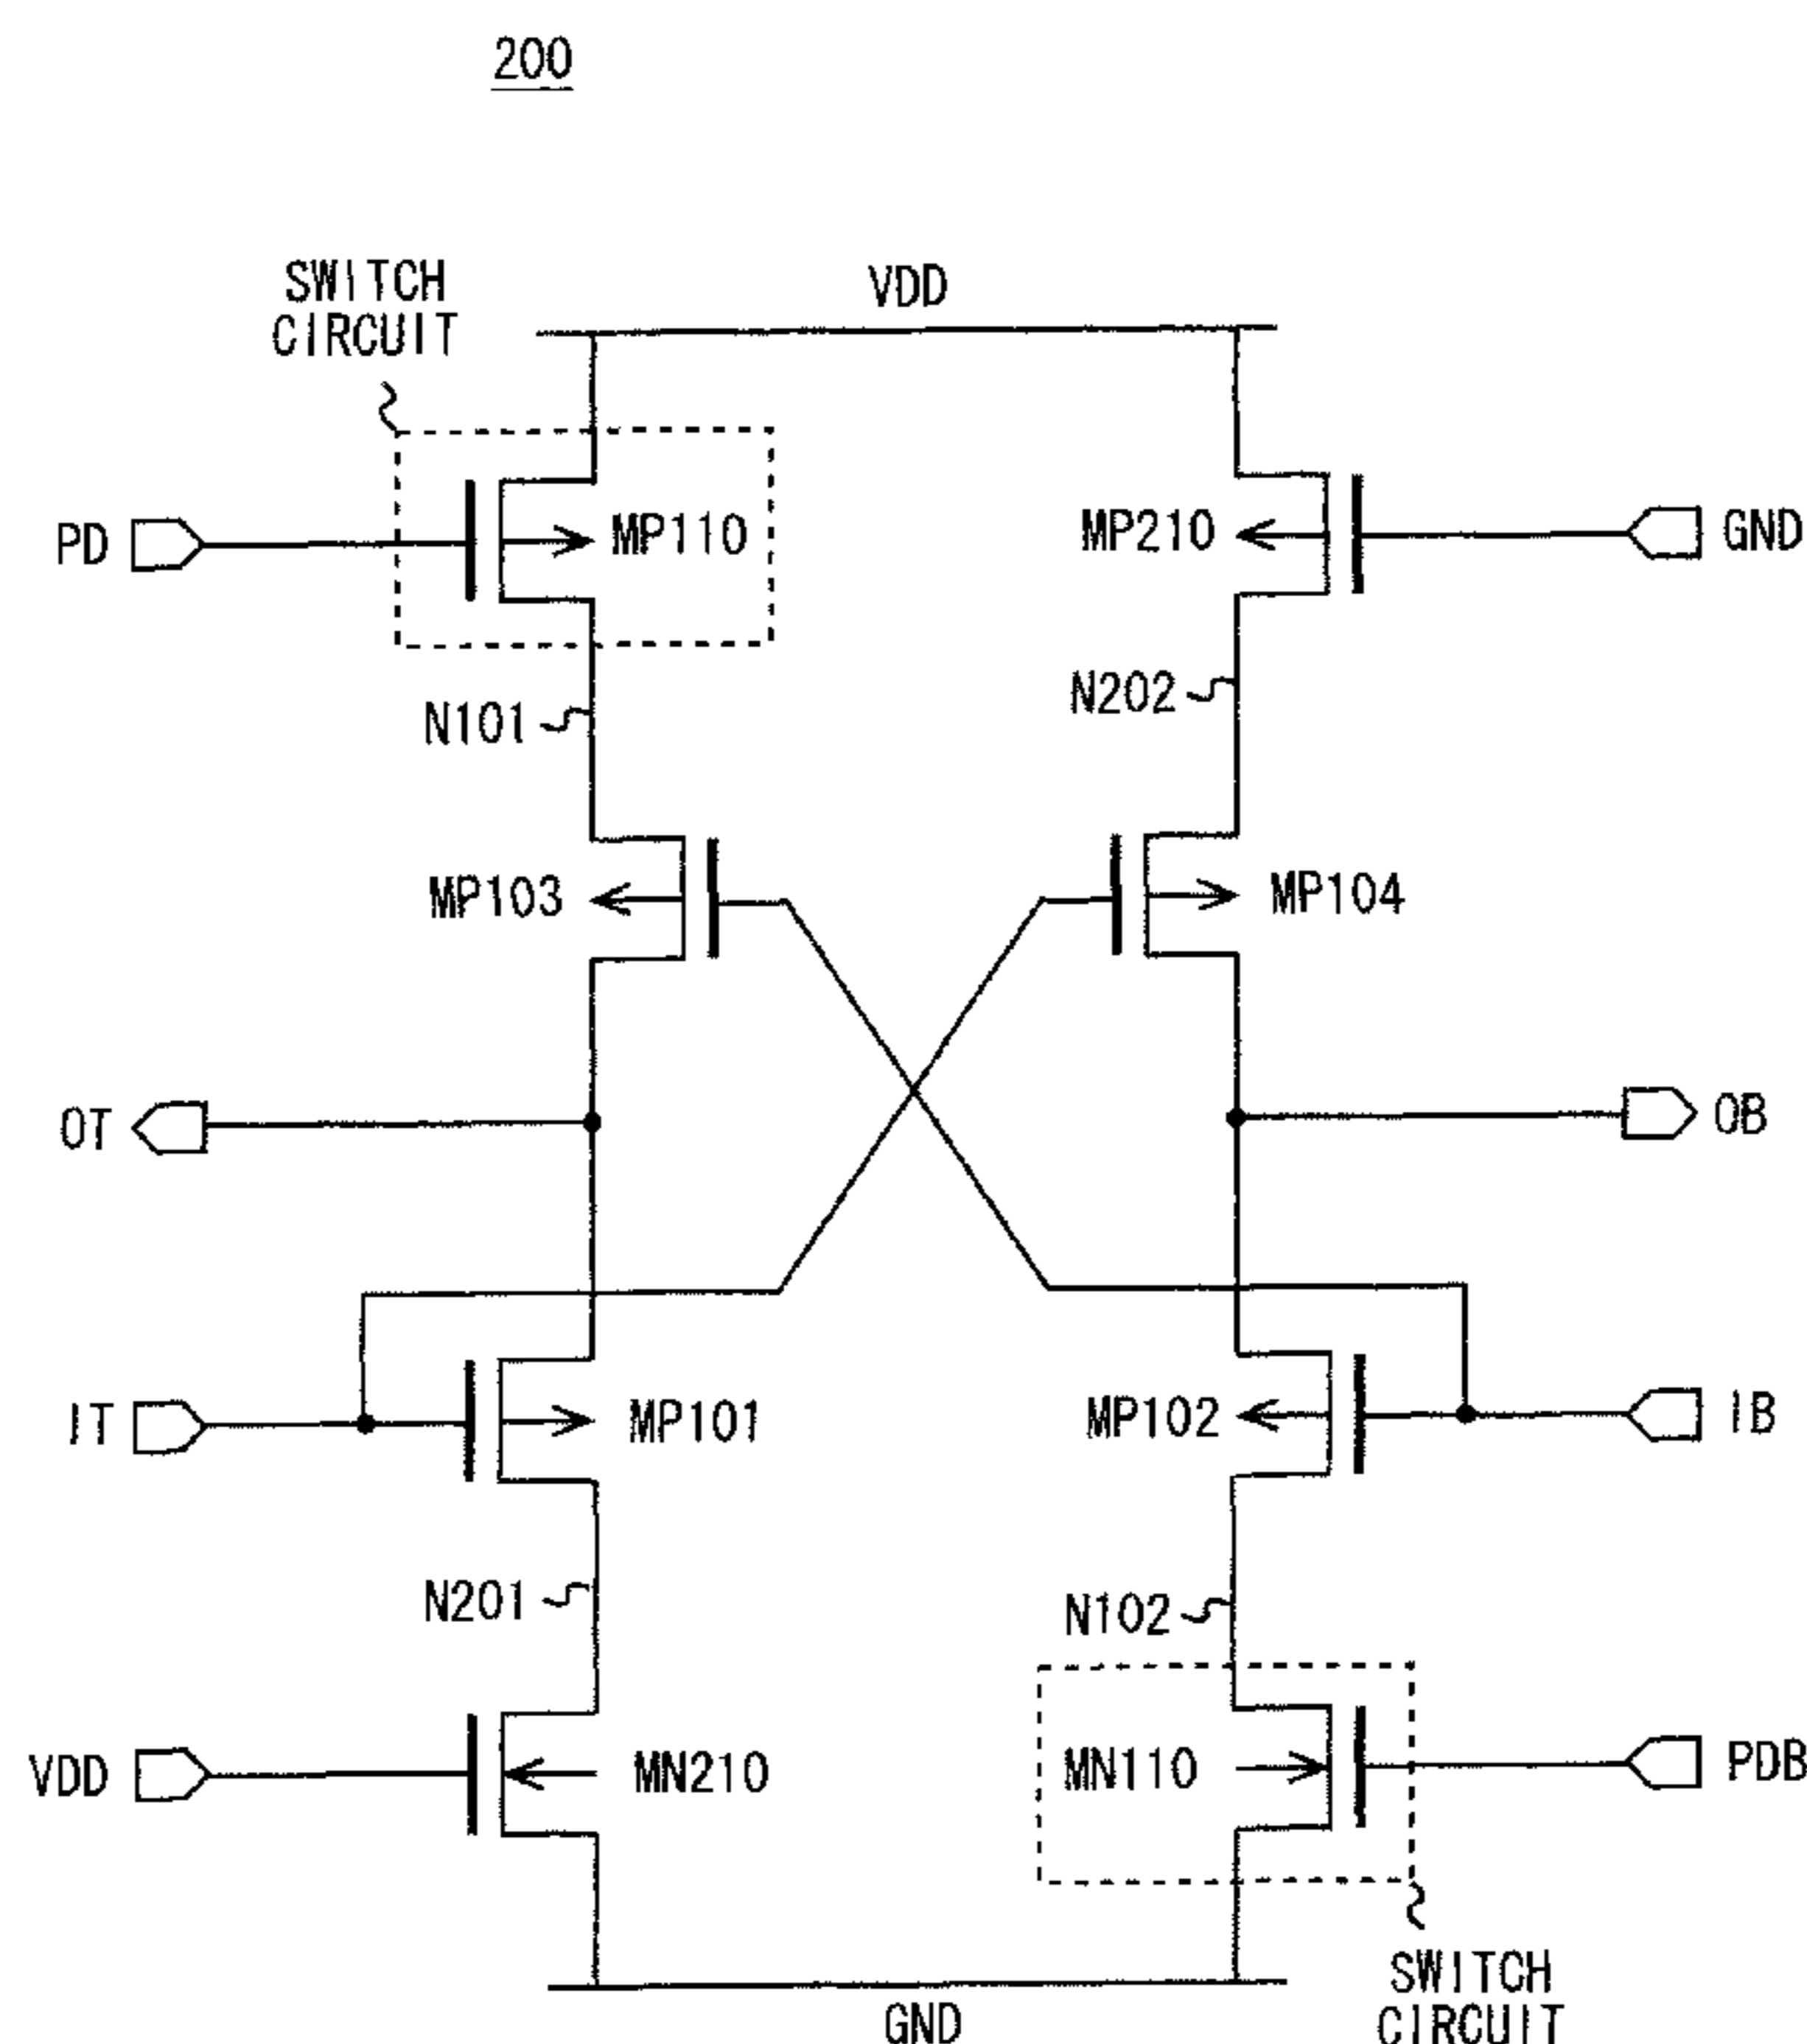 200
SWITCH
CIRCUIT
VDD
PD
MP110
MP210
GND
N101
N202
MP103
MP104
OT
OB
IT
MP101
MP102
IB
N201
N102
VDD
MN210
MN110
PDB
SWITCH
CIRCUIT
GND